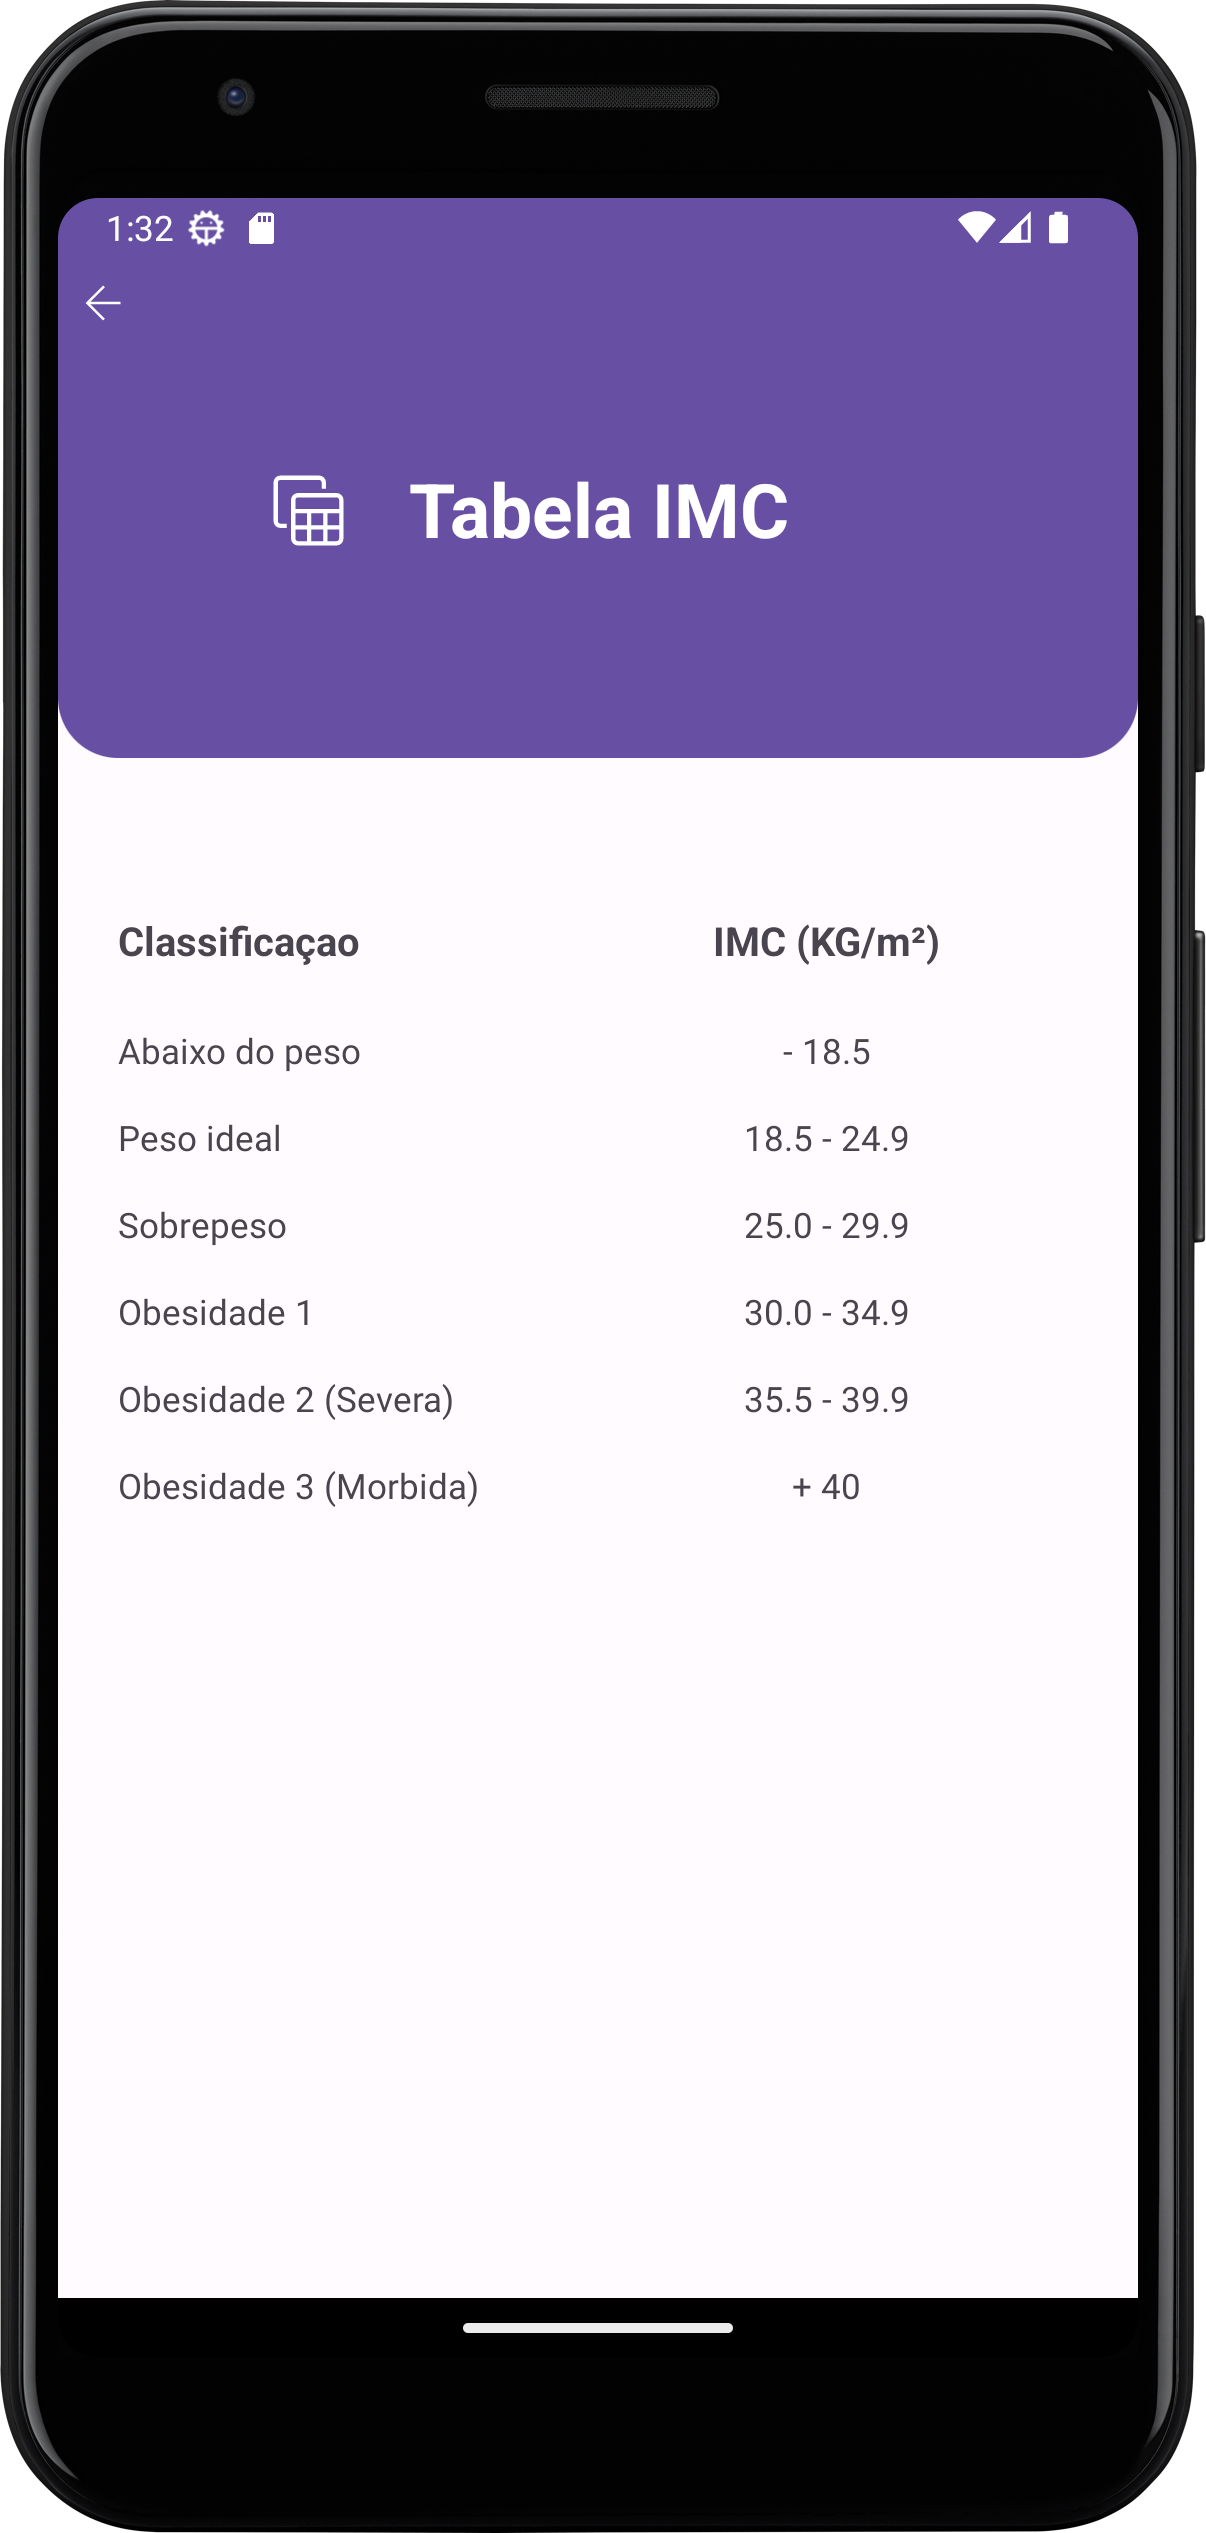 1:32
Tabela IMC
Classificaçao IMC (KG/m²)
Abaixo do peso - 18.5
Peso ideal 18.5 - 24.9
Sobrepeso 25.0 - 29.9
Obesidade 1 30.0 - 34.9
Obesidade 2 (Severa) 35.5 - 39.9
Obesidade 3 (Morbida) + 40